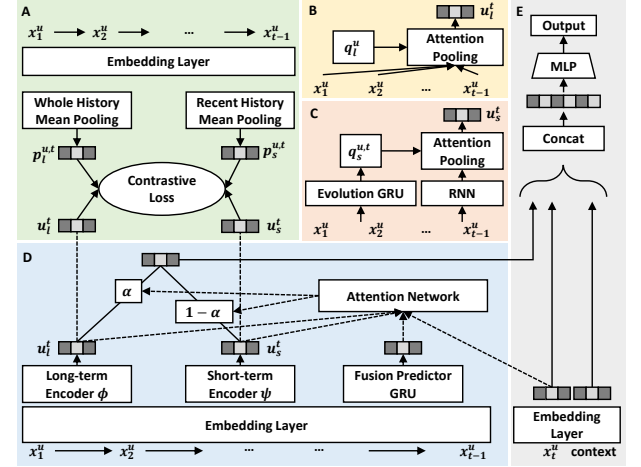 A
x_1^u x_2^u ... x_{t-1}^u
Embedding Layer
Whole History
Mean Pooling
Recent History
Mean Pooling
p_l^{u,t}
p_s^{u,t}
Contrastive
Loss
u_l^t
u_s^t
B
u_l^t
q_l^u
Attention
Pooling
x_1^u x_2^u ... x_{t-1}^u
C
u_s^t
q_s^{u,t}
Attention
Pooling
Evolution GRU
RNN
x_1^u x_2^u ... x_{t-1}^u
D
α
1 − α
Attention Network
u_l^t
u_s^t
Long-term
Encoder ϕ
Short-term
Encoder ψ
Fusion Predictor
GRU
Embedding Layer
x_1^u x_2^u ... ... x_{t-1}^u
E
Output
MLP
Concat
Embedding
Layer
x_t^u context